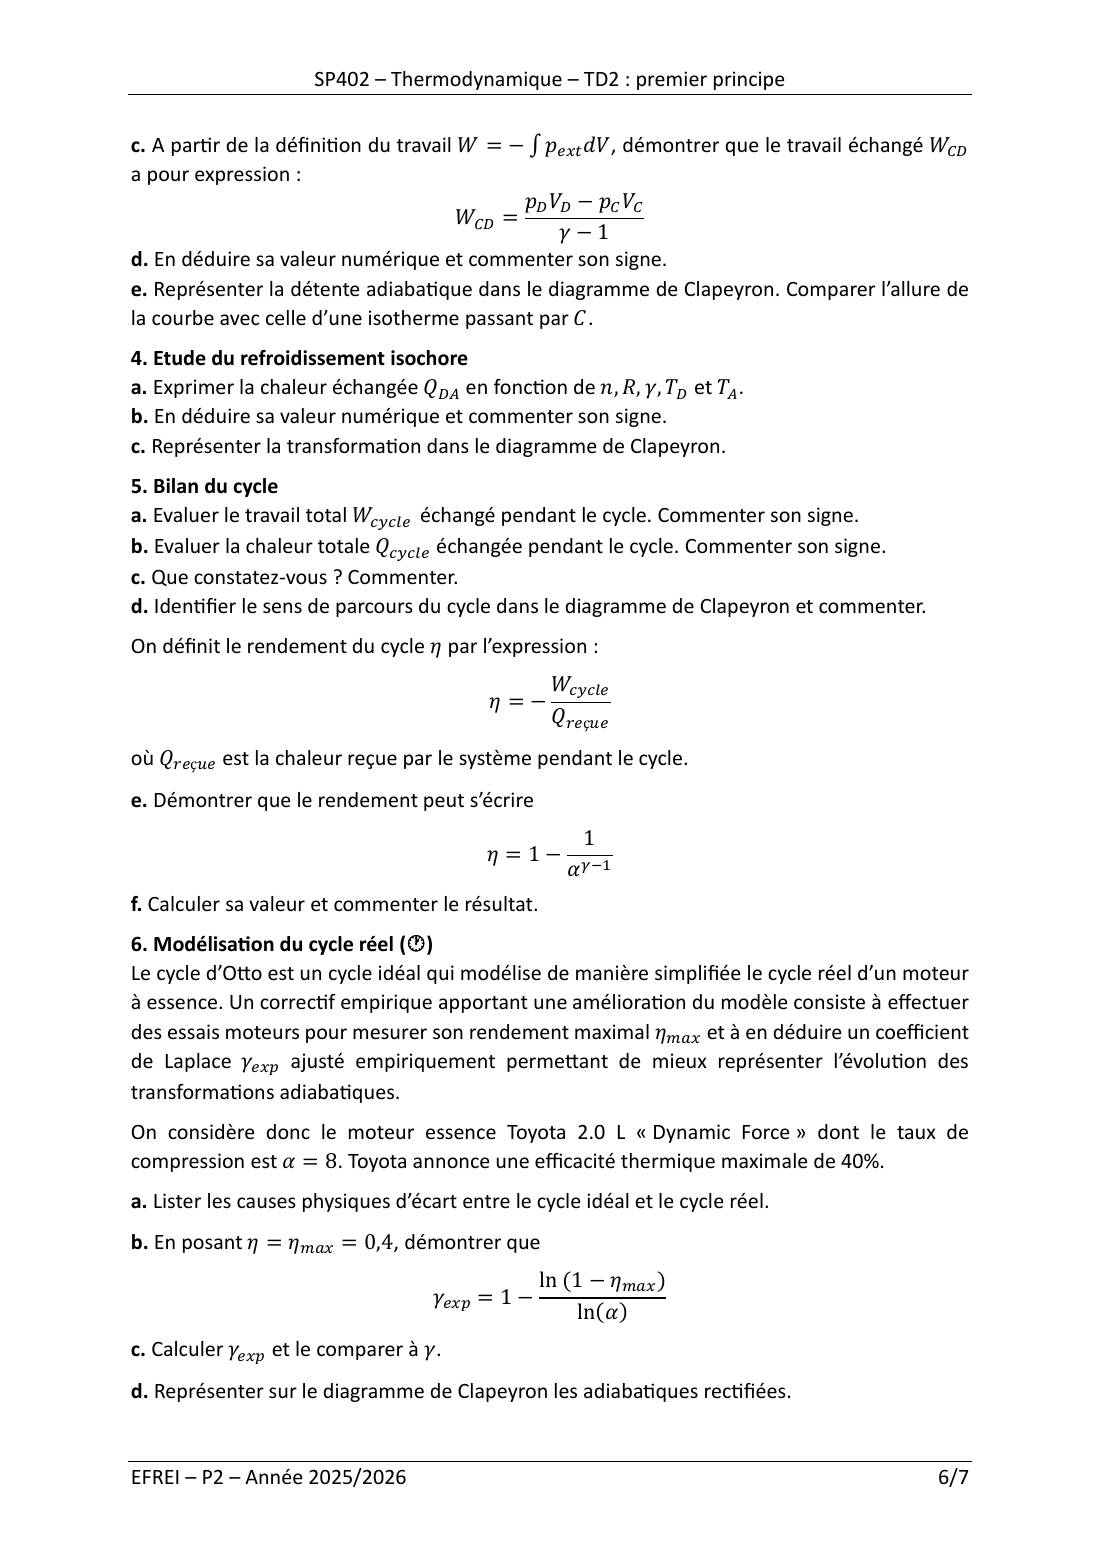 SP402 – Thermodynamique – TD2 : premier principe
c. A partir de la définition du travail W = − ∫ p_ext dV, démontrer que le travail échangé W_CD
a pour expression :
W_CD = (p_D V_D − p_C V_C) / (γ − 1)
d. En déduire sa valeur numérique et commenter son signe.
e. Représenter la détente adiabatique dans le diagramme de Clapeyron. Comparer l’allure de
la courbe avec celle d’une isotherme passant par C.
4. Etude du refroidissement isochore
a. Exprimer la chaleur échangée Q_DA en fonction de n, R, γ, T_D et T_A.
b. En déduire sa valeur numérique et commenter son signe.
c. Représenter la transformation dans le diagramme de Clapeyron.
5. Bilan du cycle
a. Evaluer le travail total W_cycle échangé pendant le cycle. Commenter son signe.
b. Evaluer la chaleur totale Q_cycle échangée pendant le cycle. Commenter son signe.
c. Que constatez-vous ? Commenter.
d. Identifier le sens de parcours du cycle dans le diagramme de Clapeyron et commenter.
On définit le rendement du cycle η par l’expression :
η = − W_cycle / Q_reçue
où Q_reçue est la chaleur reçue par le système pendant le cycle.
e. Démontrer que le rendement peut s’écrire
η = 1 − 1 / α^(γ−1)
f. Calculer sa valeur et commenter le résultat.
6. Modélisation du cycle réel (🕐)
Le cycle d’Otto est un cycle idéal qui modélise de manière simplifiée le cycle réel d’un moteur
à essence. Un correctif empirique apportant une amélioration du modèle consiste à effectuer
des essais moteurs pour mesurer son rendement maximal η_max et à en déduire un coefficient
de Laplace γ_exp ajusté empiriquement permettant de mieux représenter l’évolution des
transformations adiabatiques.
On considère donc le moteur essence Toyota 2.0 L « Dynamic Force » dont le taux de
compression est α = 8. Toyota annonce une efficacité thermique maximale de 40%.
a. Lister les causes physiques d’écart entre le cycle idéal et le cycle réel.
b. En posant η = η_max = 0,4, démontrer que
γ_exp = 1 − ln (1 − η_max) / ln(α)
c. Calculer γ_exp et le comparer à γ.
d. Représenter sur le diagramme de Clapeyron les adiabatiques rectifiées.
EFREI – P2 – Année 2025/2026 6/7